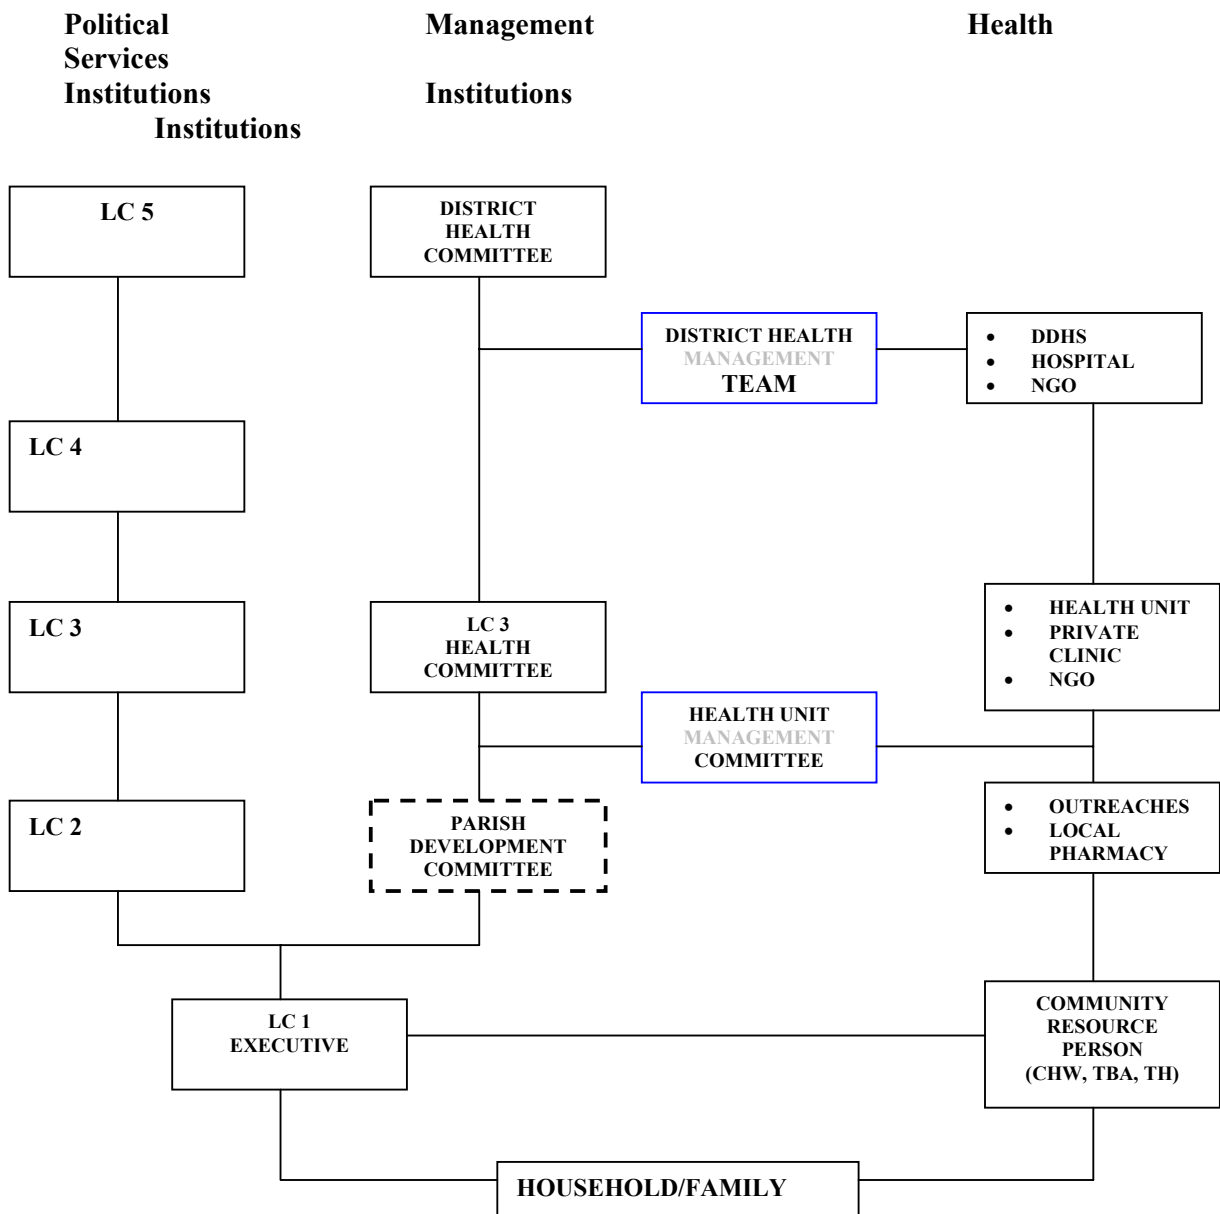 Political Management Health
Services
Institutions Institutions
Institutions
LC 5
DISTRICT
HEALTH
COMMITTEE
DISTRICT HEALTH
MANAGEMENT
TEAM
• DDHS
• HOSPITAL
• NGO
LC 4
LC 3
LC 3
HEALTH
COMMITTEE
• HEALTH UNIT
• PRIVATE
CLINIC
• NGO
HEALTH UNIT
MANAGEMENT
COMMITTEE
LC 2
PARISH
DEVELOPMENT
COMMITTEE
• OUTREACHES
• LOCAL
PHARMACY
LC 1
EXECUTIVE
COMMUNITY
RESOURCE
PERSON
(CHW, TBA, TH)
HOUSEHOLD/FAMILY